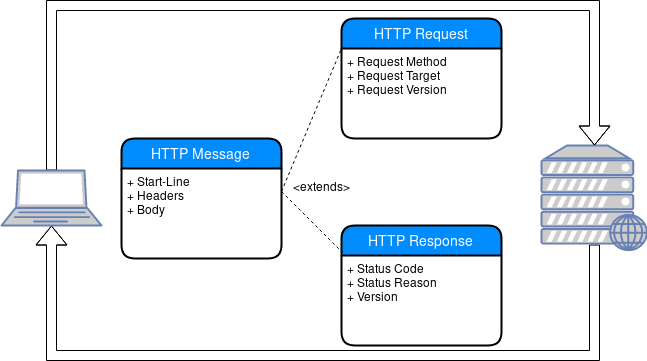 HTTP Request
+ Request Method
+ Request Target
+ Request Version
HTTP Message
+ Start-Line
+ Headers
+ Body
<extends>
HTTP Response
+ Status Code
+ Status Reason
+ Version